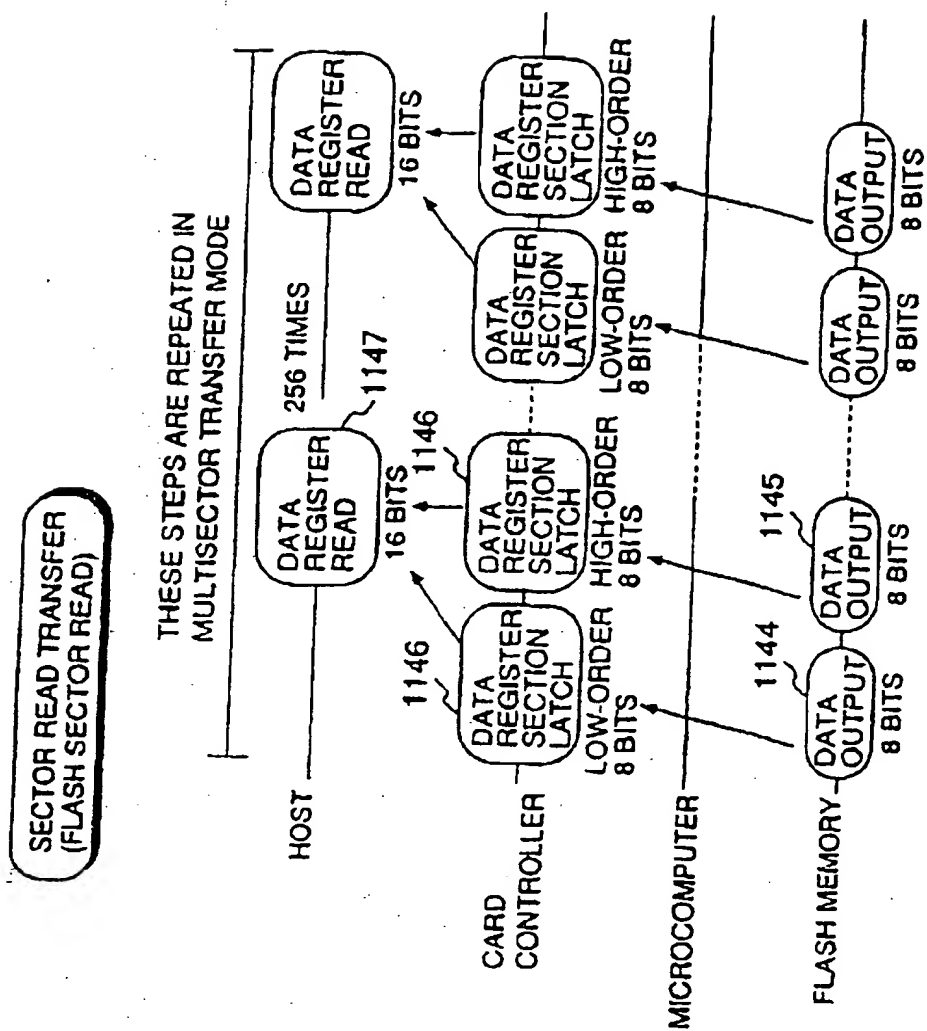 SECTOR READ TRANSFER
(FLASH SECTOR READ)
THESE STEPS ARE REPEATED IN
MULTISECTOR TRANSFER MODE
HOST
DATA
REGISTER
READ
16 BITS
1147
256 TIMES
DATA
REGISTER
READ
16 BITS
CARD
CONTROLLER
1146
DATA
REGISTER
SECTION
LATCH
LOW-ORDER
8 BITS
1146
DATA
REGISTER
SECTION
LATCH
HIGH-ORDER
8 BITS
DATA
REGISTER
SECTION
LATCH
LOW-ORDER
8 BITS
DATA
REGISTER
SECTION
LATCH
HIGH-ORDER
8 BITS
MICROCOMPUTER
FLASH MEMORY
1144
DATA
OUTPUT
8 BITS
1145
DATA
OUTPUT
8 BITS
DATA
OUTPUT
8 BITS
DATA
OUTPUT
8 BITS